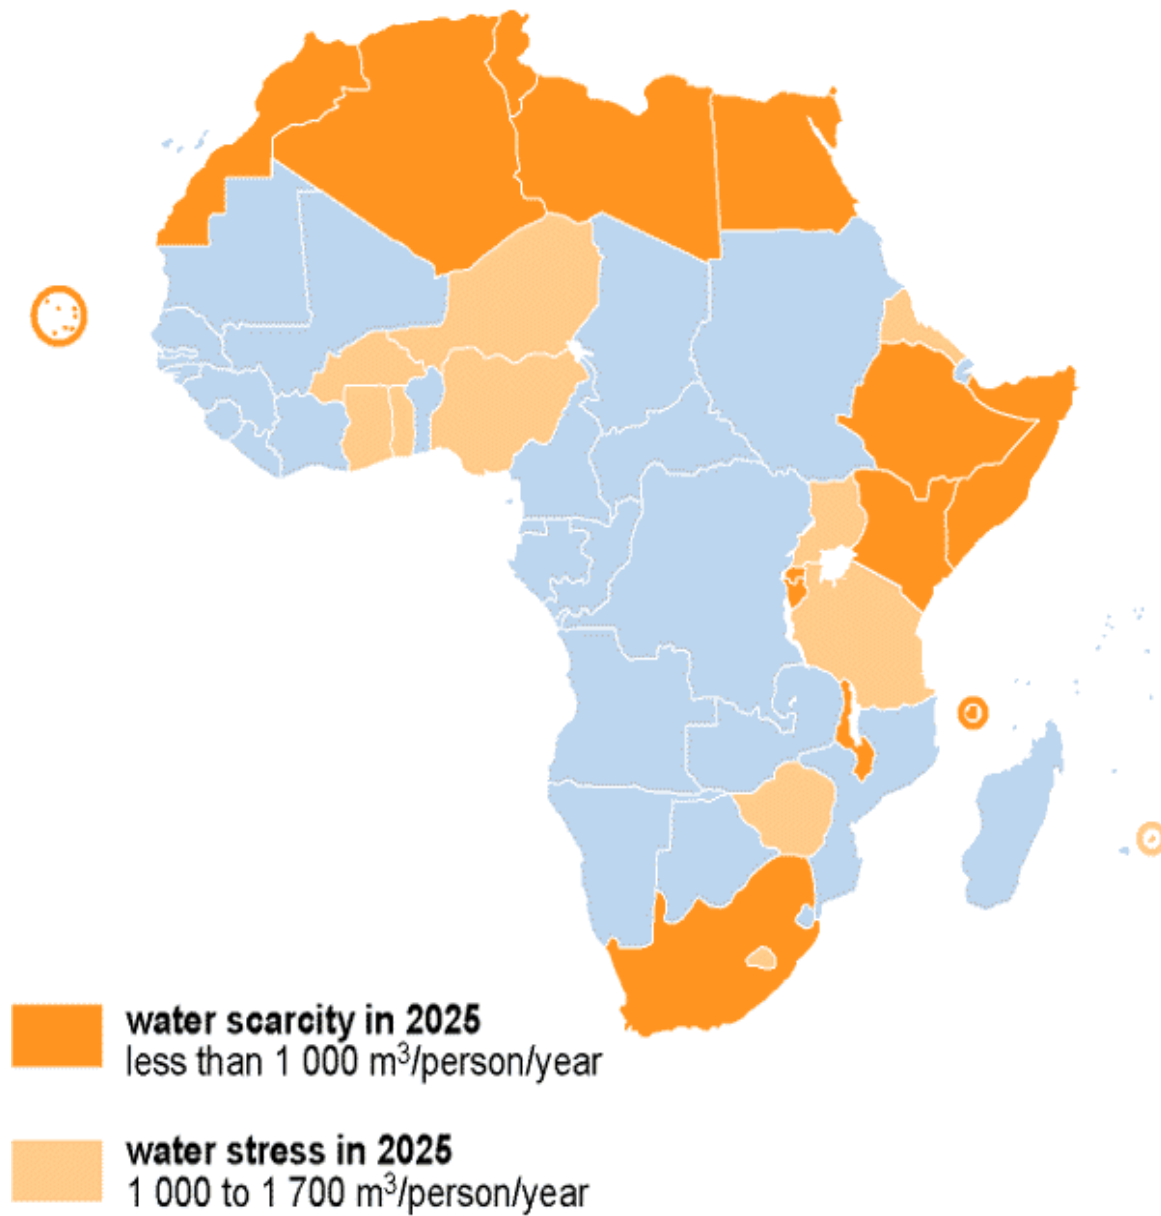 water scarcity in 2025
less than 1 000 m³/person/year
water stress in 2025
1 000 to 1 700 m³/person/year